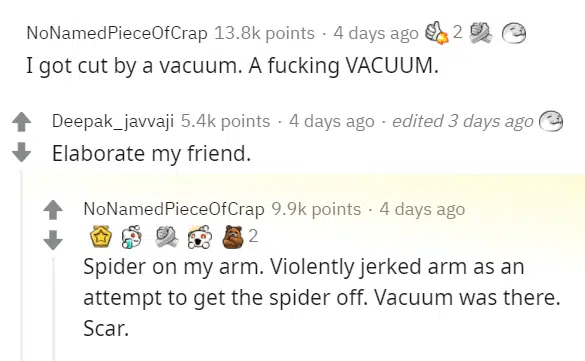 NoNamedPieceOfCrap 13.8k points · 4 days ago 2
I got cut by a vacuum. A fucking VACUUM.
Deepak_javvaji 5.4k points · 4 days ago · edited 3 days ago
Elaborate my friend.
NoNamedPieceOfCrap 9.9k points · 4 days ago
2
Spider on my arm. Violently jerked arm as an
attempt to get the spider off. Vacuum was there.
Scar.